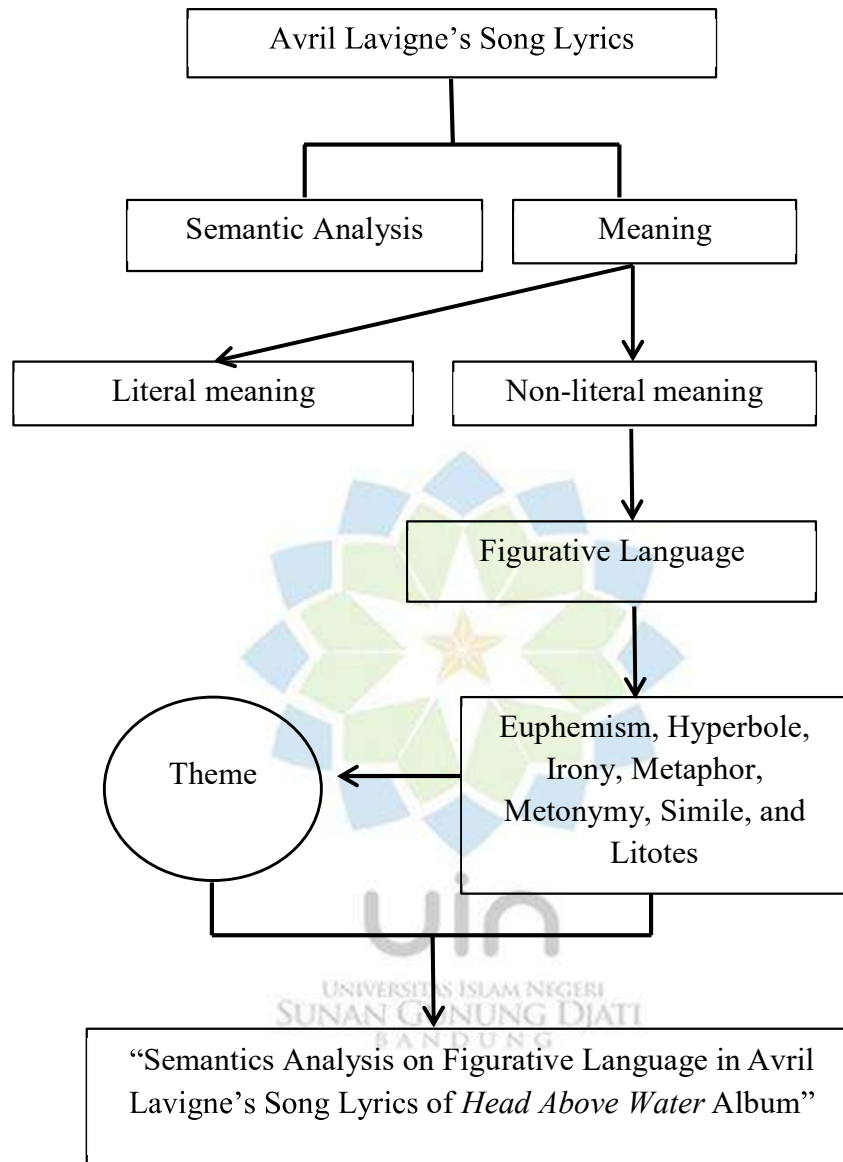 Avril Lavigne’s Song Lyrics
Semantic Analysis
Meaning
Literal meaning
Non-literal meaning
Figurative Language
Theme
Euphemism, Hyperbole,
Irony, Metaphor,
Metonymy, Simile, and
Litotes
uin
UNIVERSITAS ISLAM NEGERI
SUNAN GUNUNG DJATI
BANDUNG
“Semantics Analysis on Figurative Language in Avril
Lavigne’s Song Lyrics of Head Above Water Album”